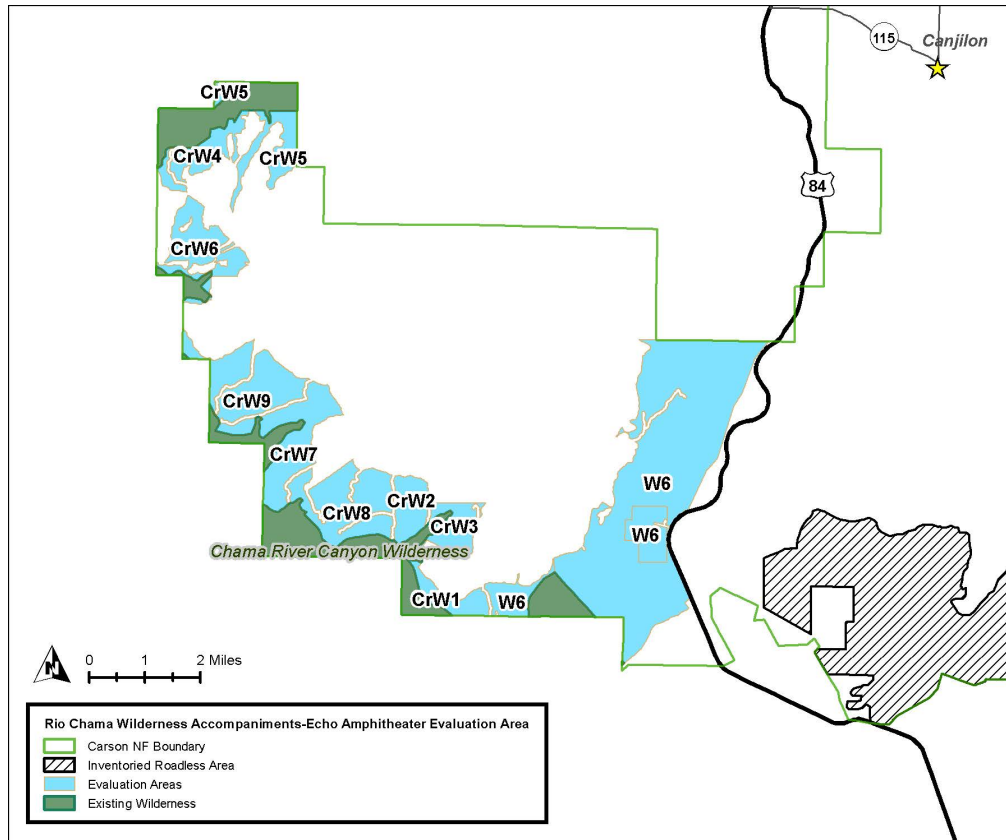 115
Canjilon
CrW5
CrW4
CrW5
84
CrW6
CrW9
CrW7
W6
CrW2
CrW8
CrW3
W6
Chama River Canyon Wilderness
CrW1
W6
N
0 1 2 Miles
Rio Chama Wilderness Accompaniments-Echo Amphitheater Evaluation Area
Carson NF Boundary
Inventoried Roadless Area
Evaluation Areas
Existing Wilderness